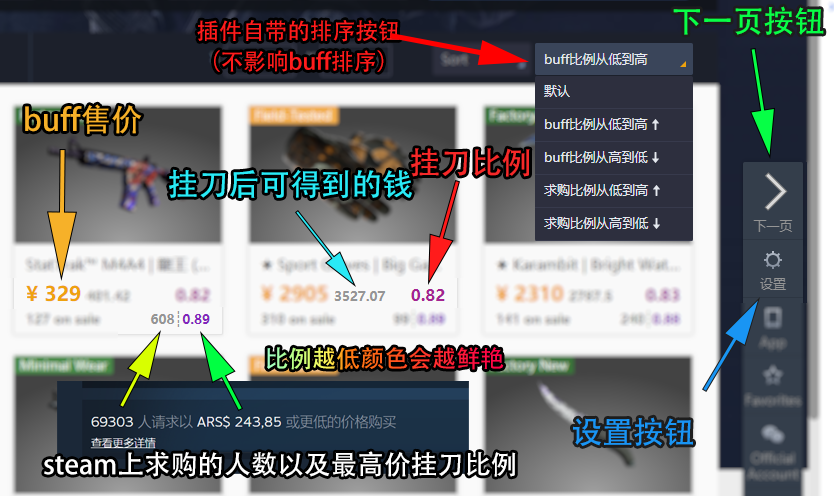 下一页按钮
插件自带的排序按钮
（不影响buff排序）
Sort
buff比例从低到高
默认
buff比例从低到高 ↑
buff比例从高到低 ↓
求购比例从低到高 ↑
求购比例从高到低 ↓
buff售价
Field-Tested
Factory
挂刀后可得到的钱
挂刀比例
下一页
设置
StatTrak™ M4A4 | 龍王 (...
★ Sport Gloves | Big Ga...
★ Karambit | Bright Wat...
¥ 329 481.42 0.82
127 on sale 608 0.89
¥ 2905 3527.07 0.82
310 on sale 99 0.88
¥ 2310 2787.5 0.83
141 on sale 240 0.88
App
Favorites
Official Account
Minimal Wear
比例越低颜色会越鲜艳
Factory New
69303 人请求以 ARS$ 243,85 或更低的价格购买
查看更多详情
设置按钮
steam上求购的人数以及最高价挂刀比例